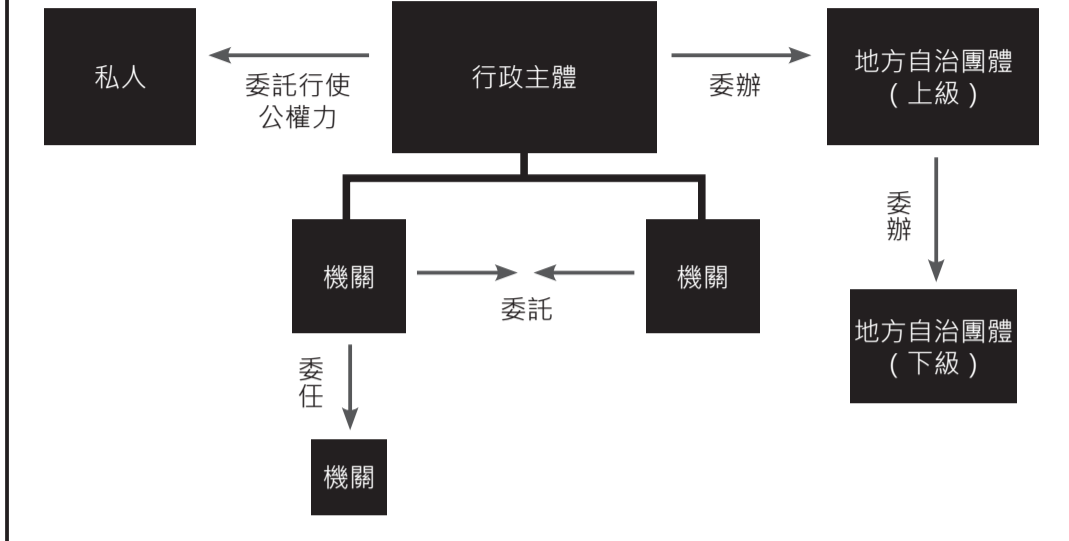 私人
委託行使
公權力
行政主體
委辦
地方自治團體
(上級)
委辦
機關
委託
機關
地方自治團體
(下級)
委任
機關